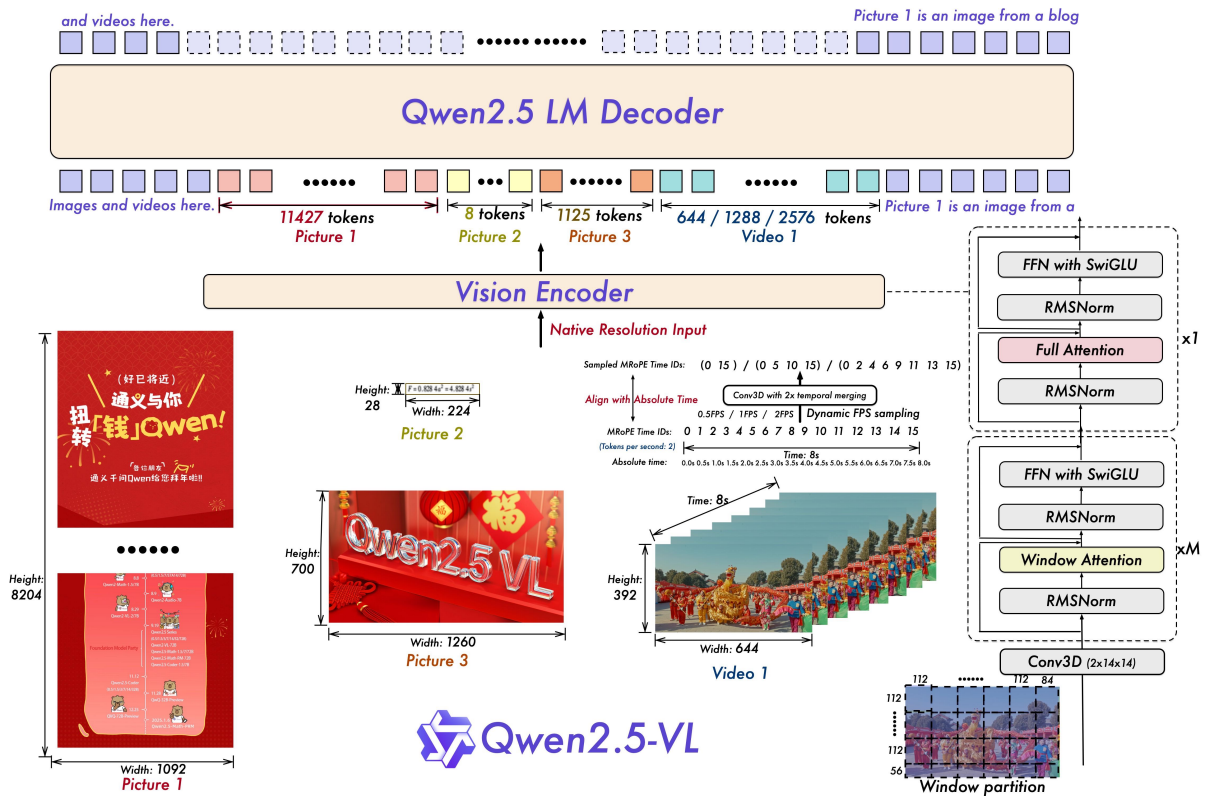 and videos here.
Picture 1 is an image from a blog
Qwen2.5 LM Decoder
Images and videos here.
11427 tokens
Picture 1
8 tokens
Picture 2
1125 tokens
Picture 3
644 / 1288 / 2576 tokens
Video 1
Picture 1 is an image from a
Vision Encoder
Native Resolution Input
FFN with SwiGLU
RMSNorm
Full Attention
RMSNorm
x1
FFN with SwiGLU
RMSNorm
Window Attention
RMSNorm
xM
Conv3D (2x14x14)
112
112
84
112
112
56
Window partition
Height:
8204
(好已将近)
通义与你
扭转
「钱」Qwen!
通义千问Qwen给您拜年啦!!
Width: 1092
Picture 1
Height:
28
F=0.828 4a²=4.828 4s²
Width: 224
Picture 2
Sampled MRoPE Time IDs: (0 15 ) / (0 5 10 15) / (0 2 4 6 9 11 13 15)
Align with Absolute Time
Conv3D with 2x temporal merging
0.5FPS / 1FPS / 2FPS Dynamic FPS sampling
MRoPE Time IDs: 0 1 2 3 4 5 6 7 8 9 10 11 12 13 14 15
(Tokens per second: 2)
Time: 8s
Absolute time: 0.0s 0.5s 1.0s 1.5s 2.0s 2.5s 3.0s 3.5s 4.0s 4.5s 5.0s 5.5s 6.0s 6.5s 7.0s 7.5s 8.0s
Height:
700
福
福
Qwen2.5 VL
Width: 1260
Picture 3
Time: 8s
Height:
392
Width: 644
Video 1
Qwen2.5-VL